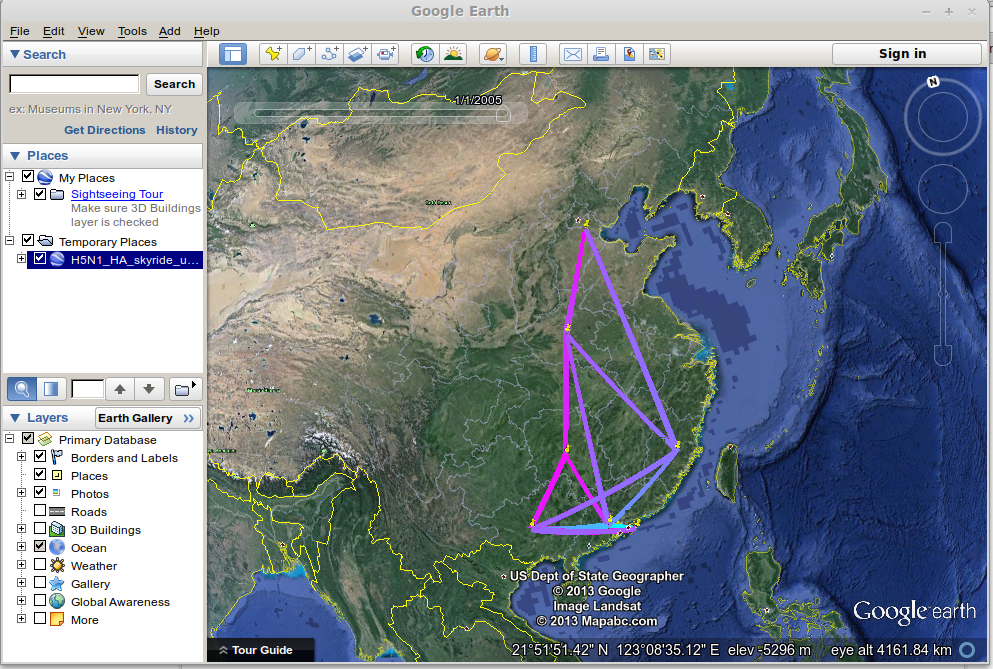 Google Earth
File Edit View Tools Add Help
Search
Search
ex: Museums in New York, NY
Get Directions History
Places
My Places
Sightseeing Tour
Make sure 3D Buildings
layer is checked
Temporary Places
H5N1_HA_skyride_u...
Layers
Earth Gallery >>
Primary Database
Borders and Labels
Places
Photos
Roads
3D Buildings
Ocean
Weather
Gallery
Global Awareness
More
Sign in
1/1/2005
N
US Dept of State Geographer
© 2013 Google
Image Landsat
© 2013 Mapabc.com
Google earth
Tour Guide
21°51'51.42" N 123°08'35.12" E elev -5296 m eye alt 4161.84 km